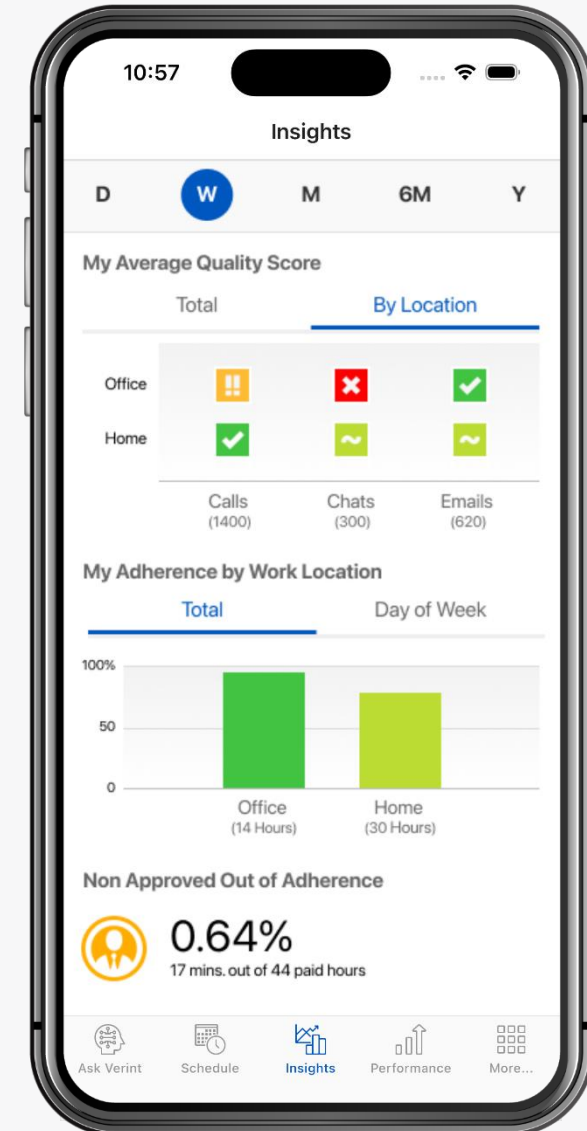 10:57
Insights
D W M 6M Y
My Average Quality Score
Total By Location
Office
Home
Calls Chats Emails
(1400) (300) (620)
My Adherence by Work Location
Total Day of Week
100%
50
0
Office Home
(14 Hours) (30 Hours)
Non Approved Out of Adherence
0.64%
17 mins. out of 44 paid hours
Ask Verint Schedule Insights Performance More...